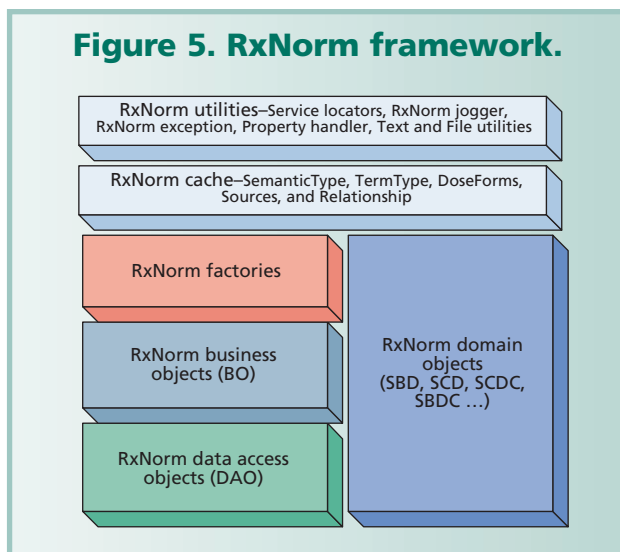 Figure 5. RxNorm framework.
RxNorm utilities–Service locators, RxNorm jogger,
RxNorm exception, Property handler, Text and File utilities
RxNorm cache–SemanticType, TermType, DoseForms,
Sources, and Relationship
RxNorm factories
RxNorm business
objects (BO)
RxNorm data access
objects (DAO)
RxNorm domain
objects
(SBD, SCD, SCDC,
SBDC ...)